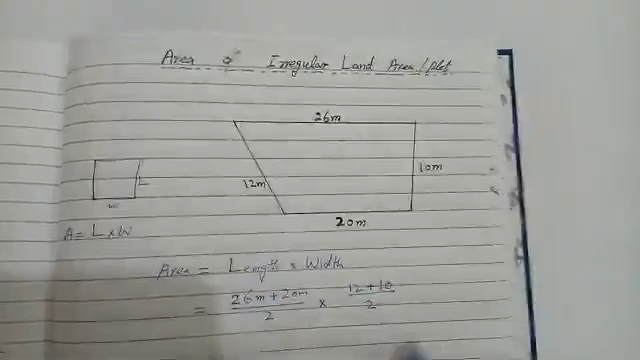 Area of Irregular Land Area/plot
26m
10m
12m
L
w
20m
A = L x W
Area = Length x Width
= 26m+20m/2 x 12+10/2